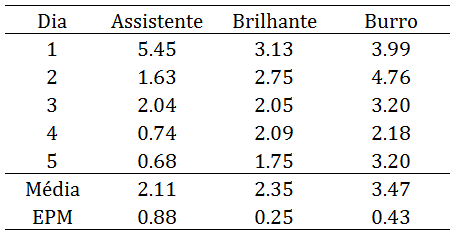 Dia Assistente Brilhante Burro
1 5.45 3.13 3.99
2 1.63 2.75 4.76
3 2.04 2.05 3.20
4 0.74 2.09 2.18
5 0.68 1.75 3.20
Média 2.11 2.35 3.47
EPM 0.88 0.25 0.43